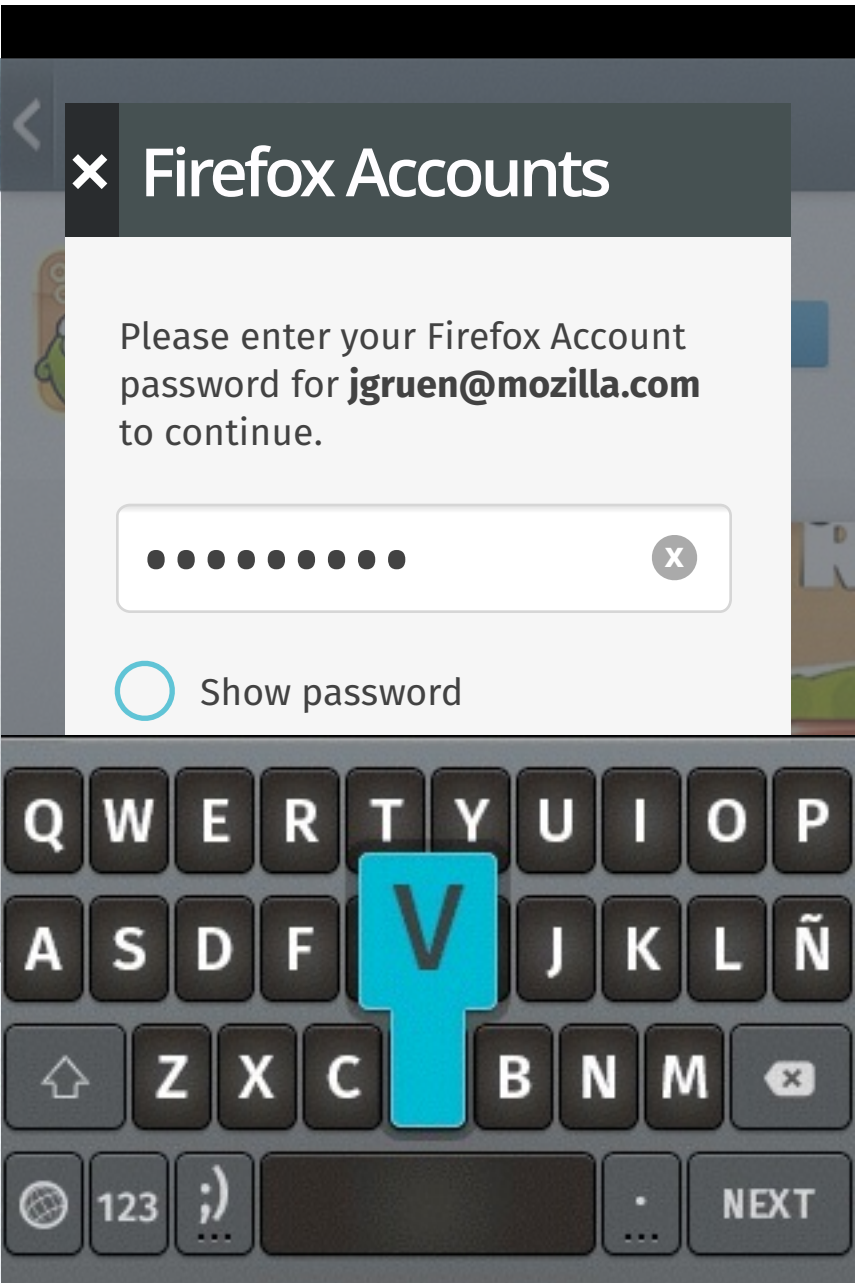 Firefox Accounts
Please enter your Firefox Account
password for jgruen@mozilla.com
to continue.
•••••••••
x
Show password
Q W E R T Y U I O P
A S D F V J K L Ñ
Z X C B N M
123 ;) ... . ... NEXT